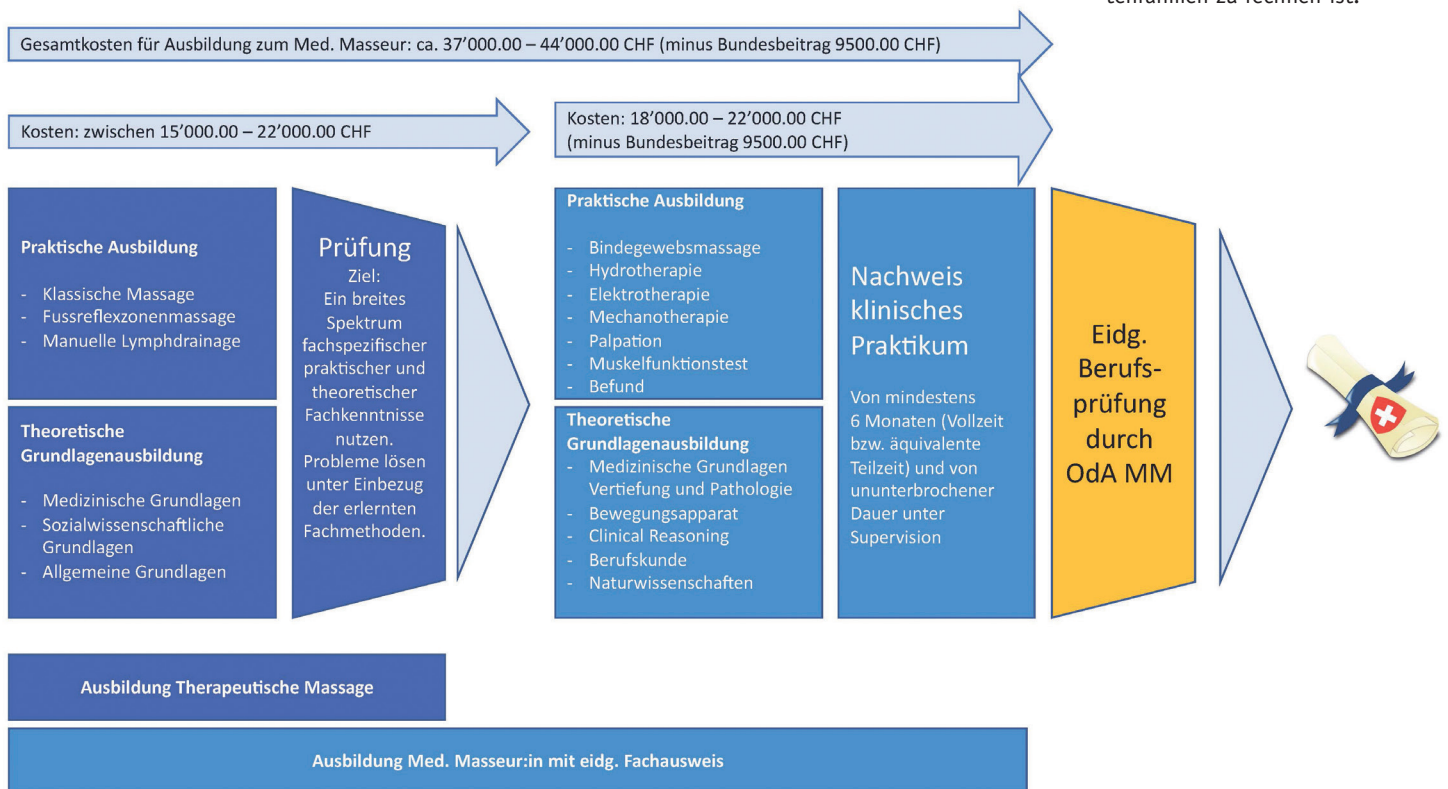 tenfamilien zu rechnen ist.
Gesamtkosten für Ausbildung zum Med. Masseur: ca. 37’000.00 – 44’000.00 CHF (minus Bundesbeitrag 9500.00 CHF)
Kosten: zwischen 15’000.00 – 22’000.00 CHF
Kosten: 18’000.00 – 22’000.00 CHF
(minus Bundesbeitrag 9500.00 CHF)
Praktische Ausbildung
- Klassische Massage
- Fussreflexzonenmassage
- Manuelle Lymphdrainage
Theoretische
Grundlagenausbildung
- Medizinische Grundlagen
- Sozialwissenschaftliche
Grundlagen
- Allgemeine Grundlagen
Prüfung
Ziel:
Ein breites
Spektrum
fachspezifischer
praktischer und
theoretischer
Fachkenntnisse
nutzen.
Probleme lösen
unter Einbezug
der erlernten
Fachmethoden.
Praktische Ausbildung
- Bindegewebsmassage
- Hydrotherapie
- Elektrotherapie
- Mechanotherapie
- Palpation
- Muskelfunktionstest
- Befund
Theoretische
Grundlagenausbildung
- Medizinische Grundlagen
Vertiefung und Pathologie
- Bewegungsapparat
- Clinical Reasoning
- Berufskunde
- Naturwissenschaften
Nachweis
klinisches
Praktikum
Von mindestens
6 Monaten (Vollzeit
bzw. äquivalente
Teilzeit) und von
ununterbrochener
Dauer unter
Supervision
Eidg.
Berufs-
prüfung
durch
OdA MM
Ausbildung Therapeutische Massage
Ausbildung Med. Masseur:in mit eidg. Fachausweis